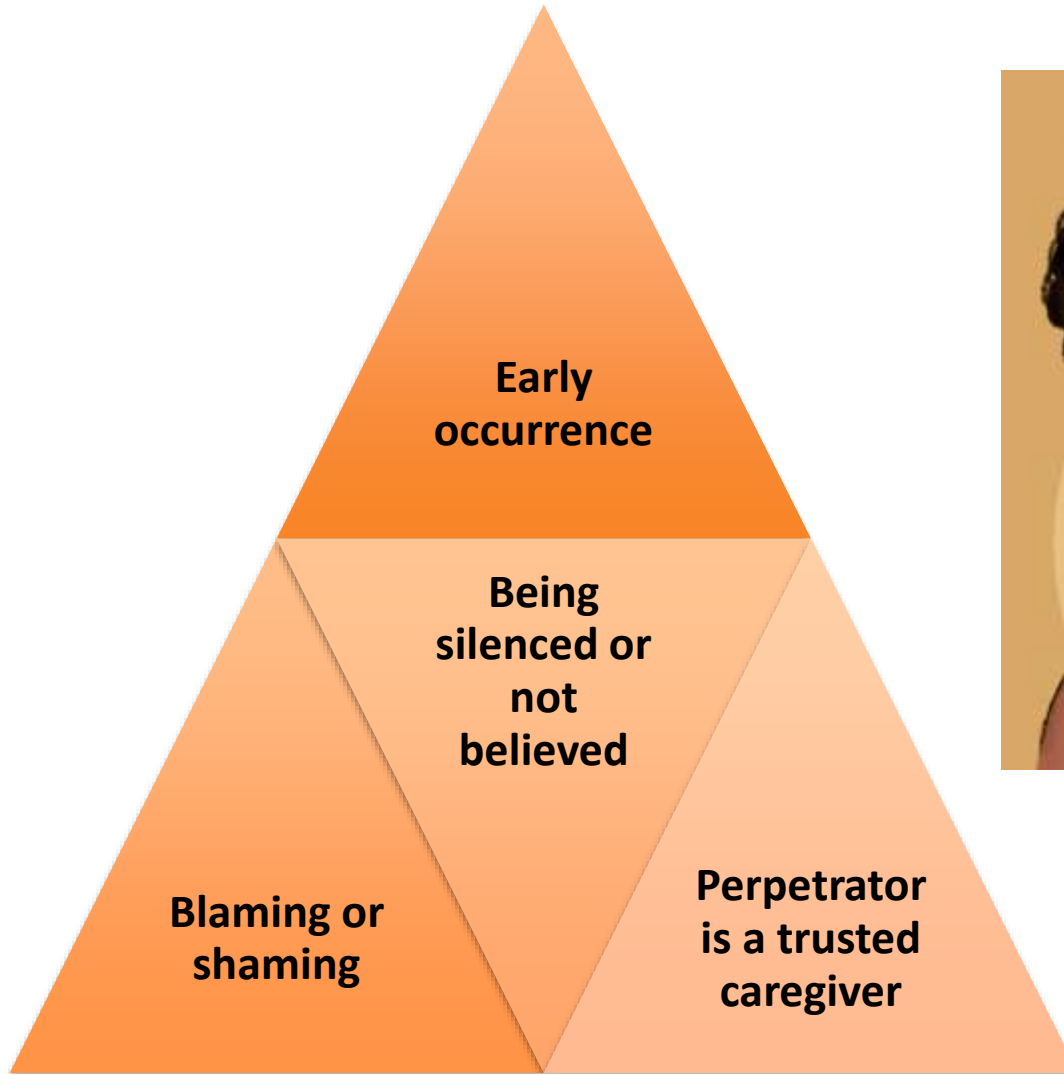 Early
occurrence
Being
silenced or
not
believed
Blaming or
shaming
Perpetrator
is a trusted
caregiver